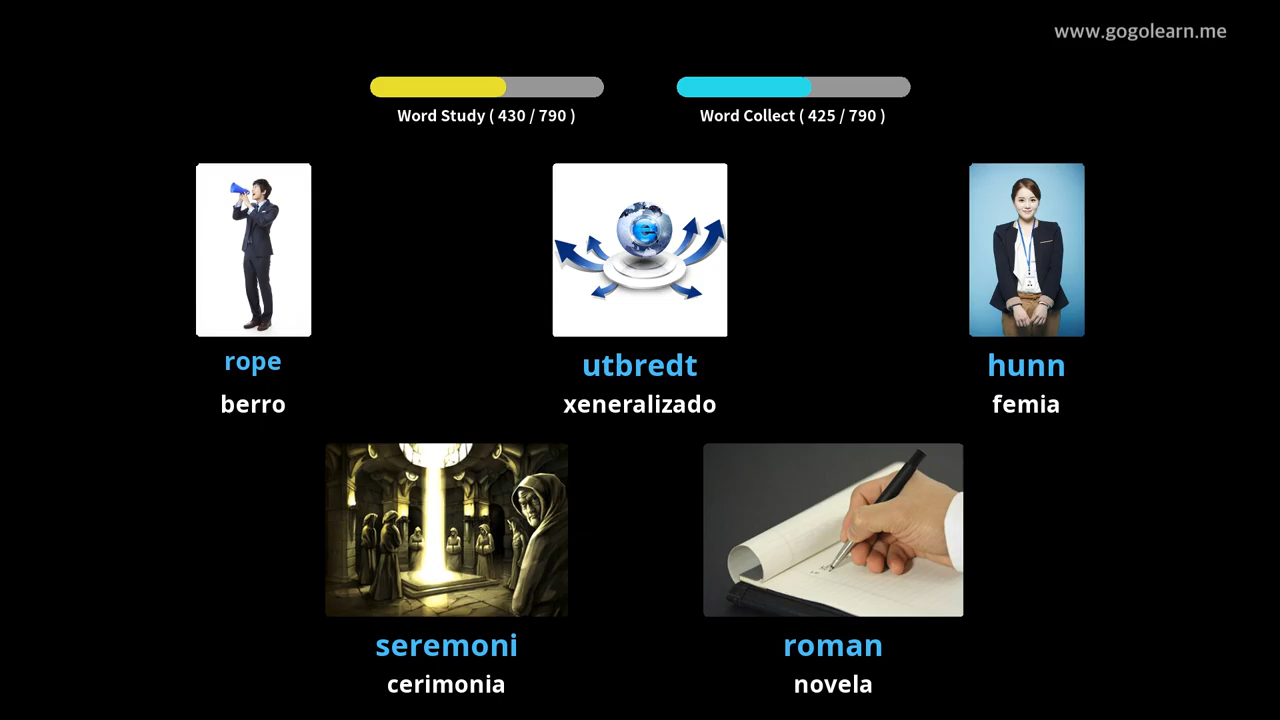 www.gogolearn.me
Word Study ( 430 / 790 )
Word Collect ( 425 / 790 )
rope
berro
utbredt
xeneralizado
hunn
femia
seremoni
cerimonia
roman
novela